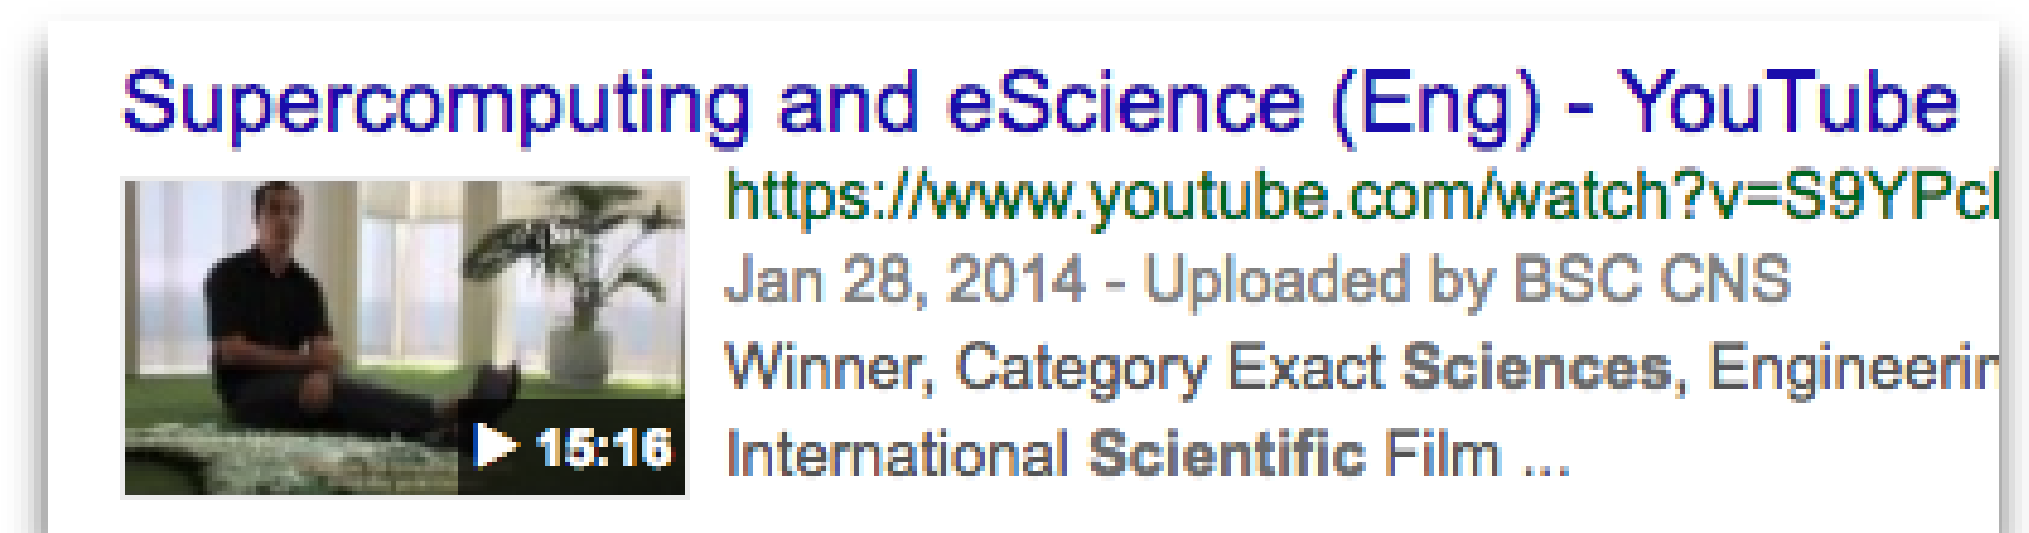 Supercomputing and eScience (Eng) - YouTube
https://www.youtube.com/watch?v=S9YPc
Jan 28, 2014 - Uploaded by BSC CNS
Winner, Category Exact Sciences, Engineerin
International Scientific Film ...
15:16